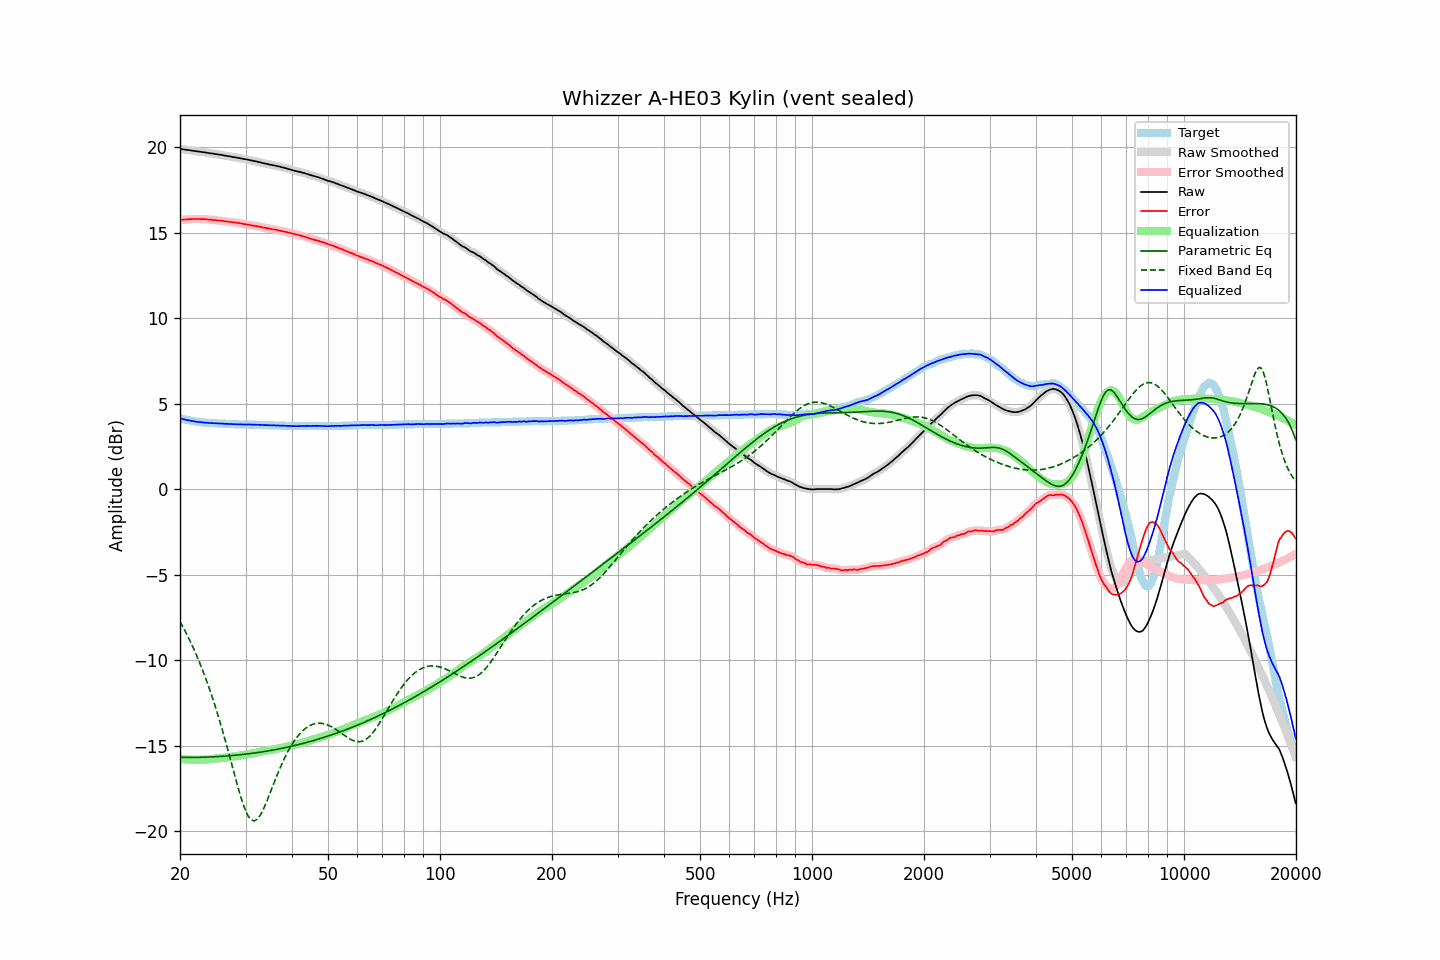 Whizzer A-HE03 Kylin (vent sealed)
Target
Raw Smoothed
Error Smoothed
Raw
Error
Equalization
Parametric Eq
Fixed Band Eq
Equalized
Amplitude (dBr)
20
15
10
5
0
−5
−10
−15
−20
20 50 100 200 500 1000 2000 5000 10000 20000
Frequency (Hz)